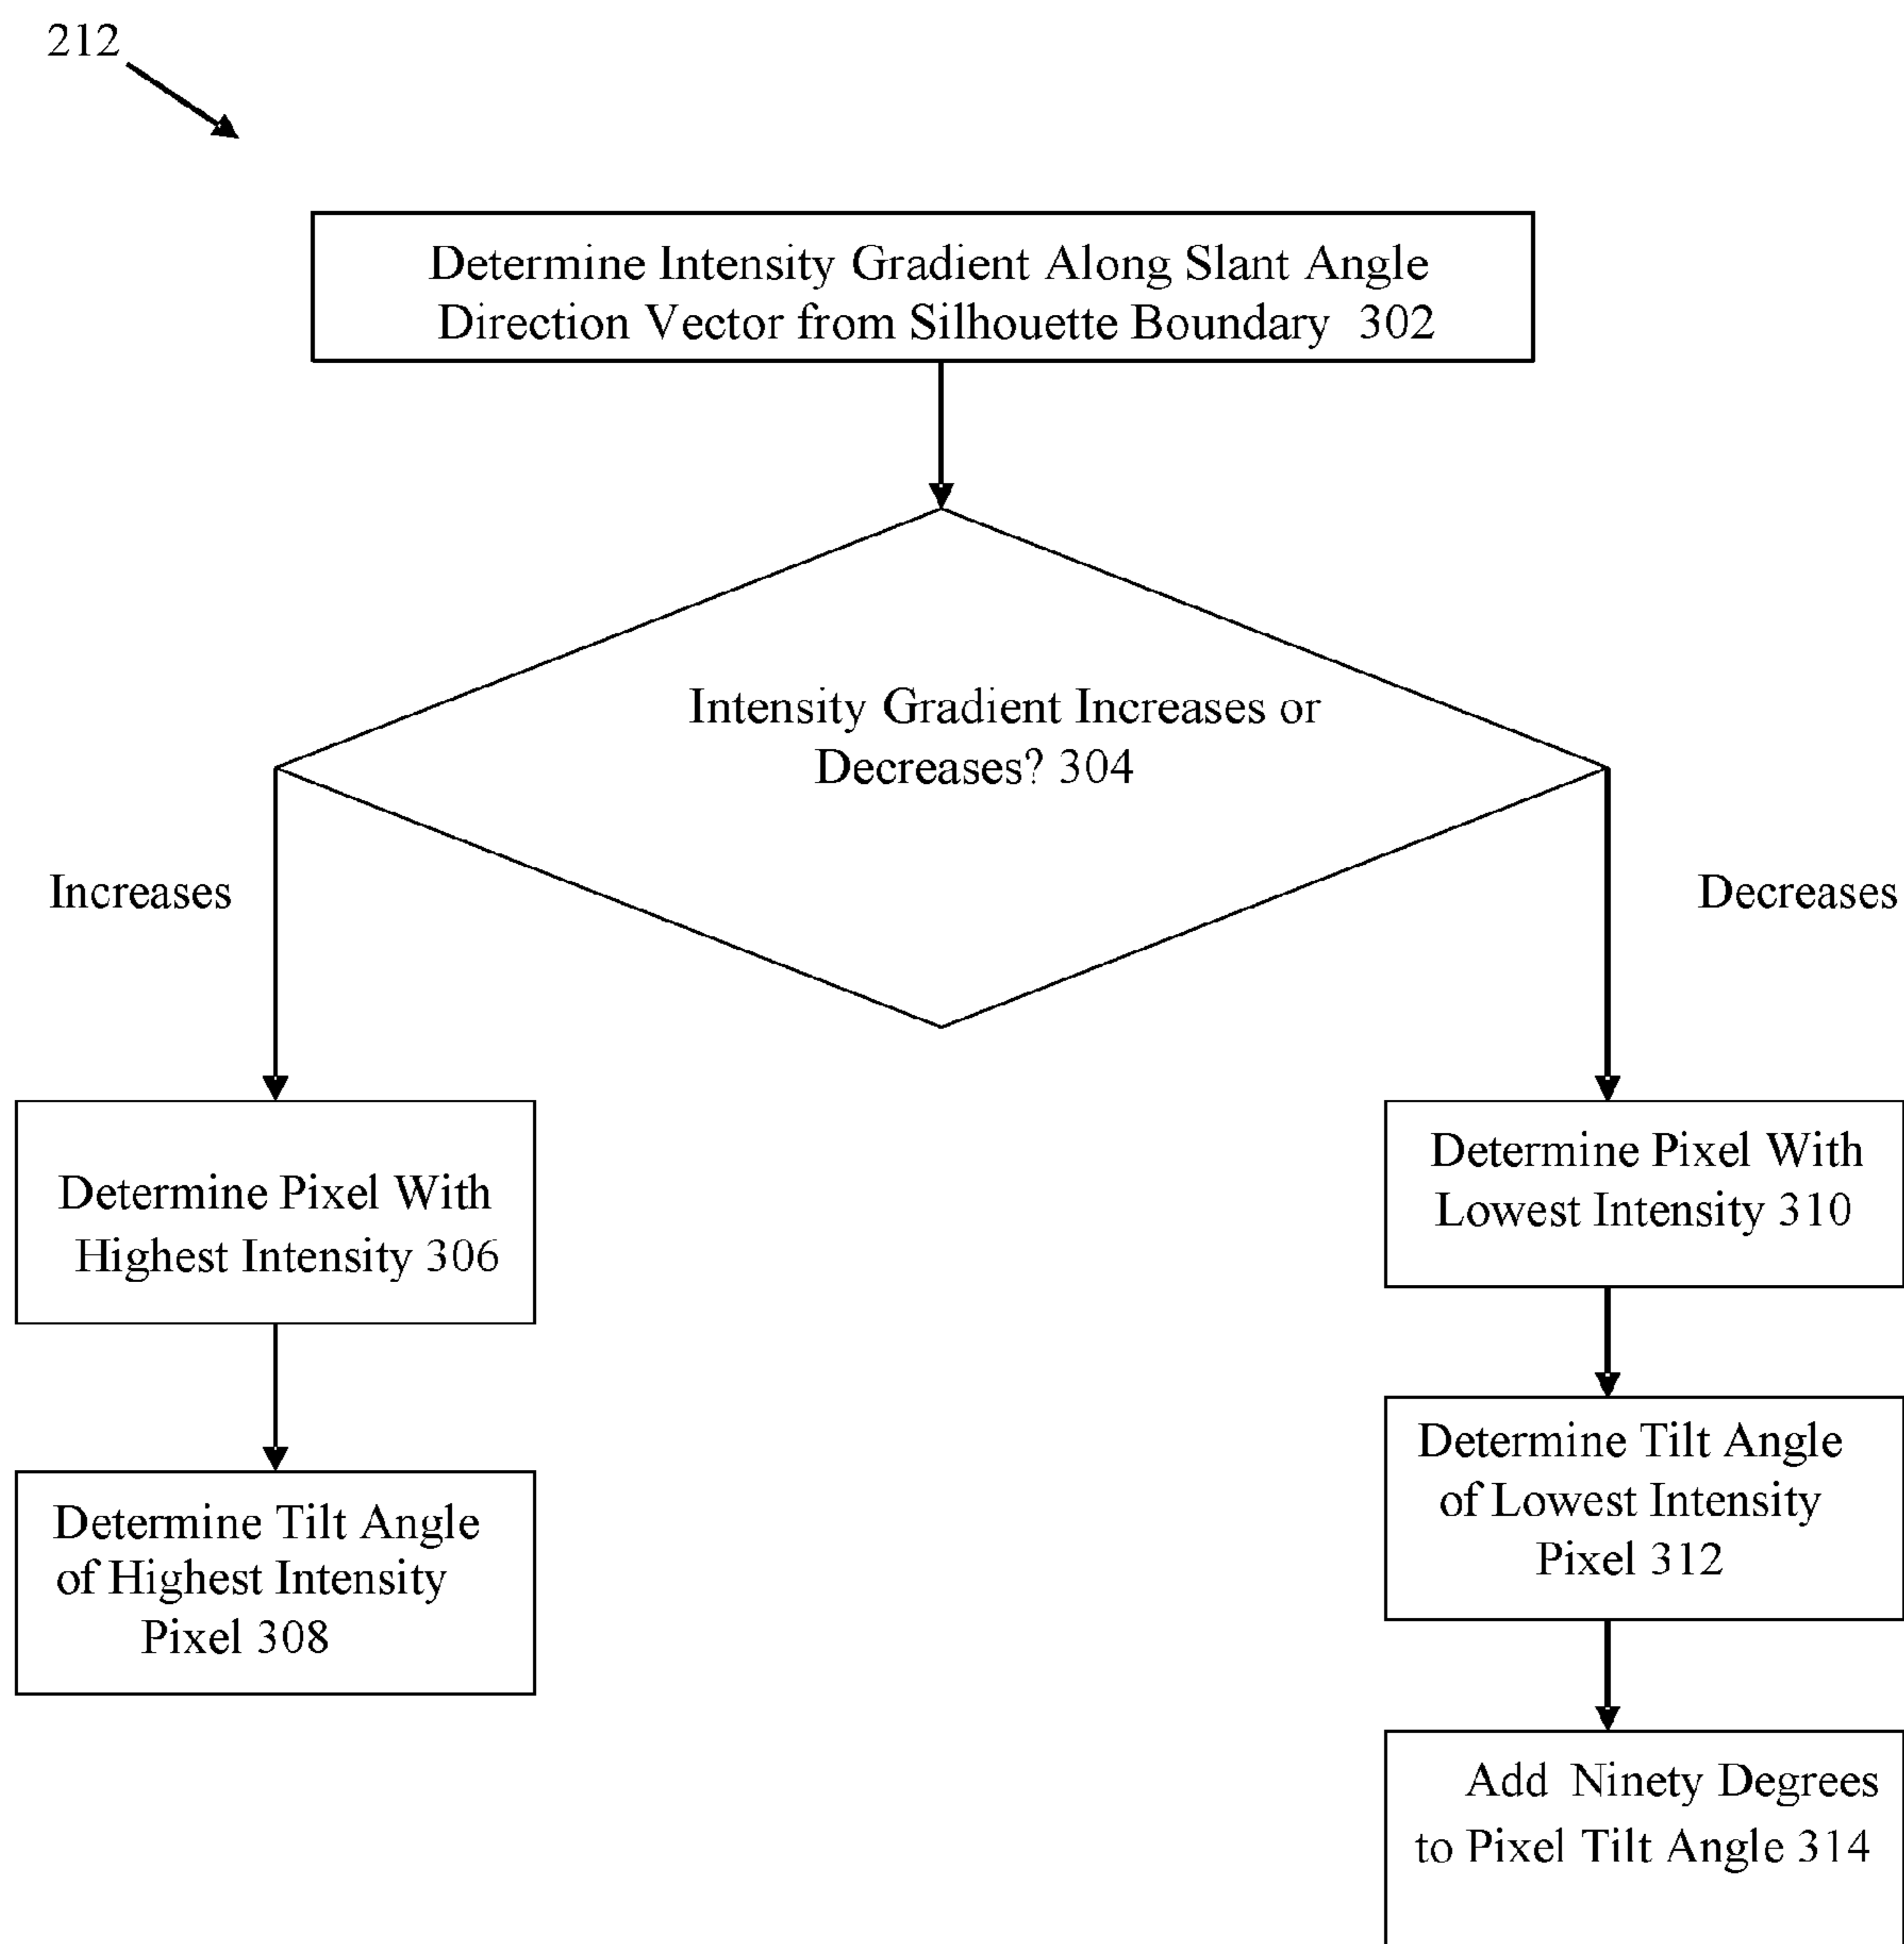 212
Determine Intensity Gradient Along Slant Angle
Direction Vector from Silhouette Boundary 302
Intensity Gradient Increases or
Decreases? 304
Increases
Decreases
Determine Pixel With
Highest Intensity 306
Determine Tilt Angle
of Highest Intensity
Pixel 308
Determine Pixel With
Lowest Intensity 310
Determine Tilt Angle
of Lowest Intensity
Pixel 312
Add Ninety Degrees
to Pixel Tilt Angle 314